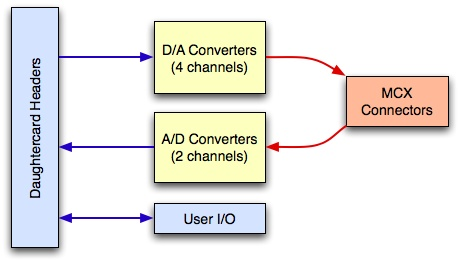 Daughtercard Headers
D/A Converters
(4 channels)
A/D Converters
(2 channels)
User I/O
MCX
Connectors